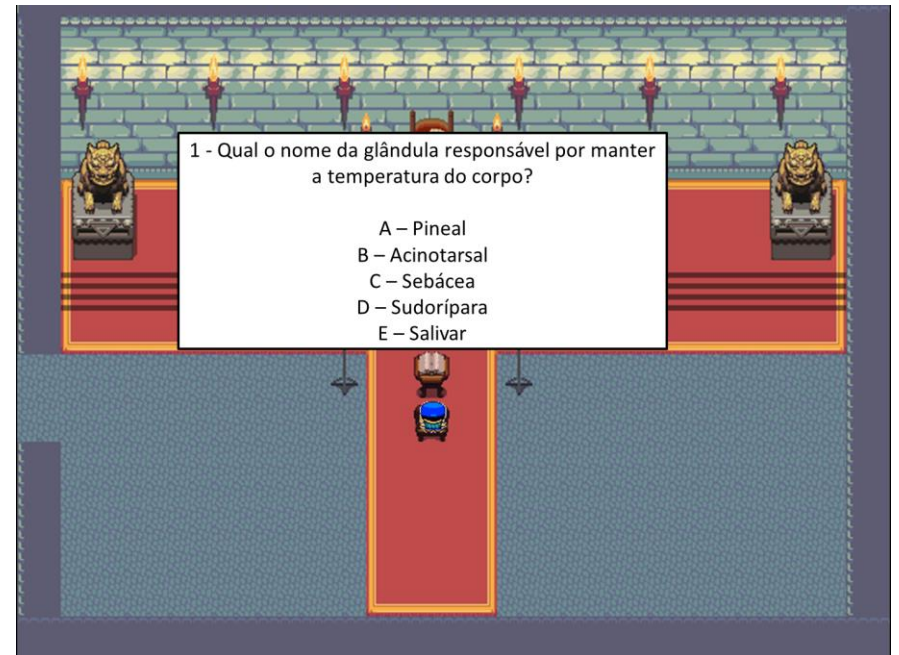 1 - Qual o nome da glândula responsável por manter
a temperatura do corpo?
A – Pineal
B – Acinotarsal
C – Sebácea
D – Sudorípara
E – Salivar